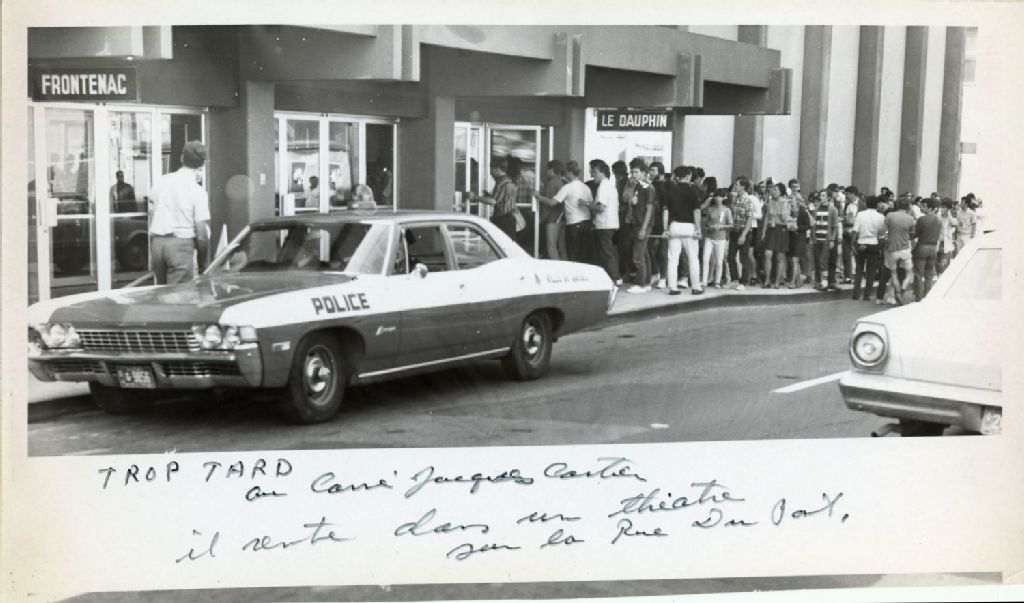 FRONTENAC
LE DAUPHIN
POLICE
TROP TARD
au Carré Jacques Cartier
il rentre dans un théatre
sur la Rue Du Pont,